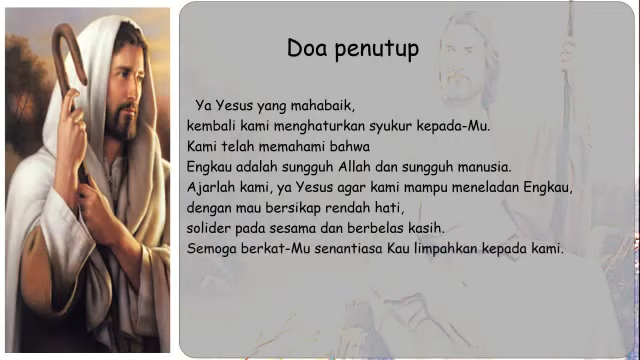 Doa penutup
Ya Yesus yang mahabaik,
kembali kami menghaturkan syukur kepada-Mu.
Kami telah memahami bahwa
Engkau adalah sungguh Allah dan sungguh manusia.
Ajarlah kami, ya Yesus agar kami mampu meneladan Engkau,
dengan mau bersikap rendah hati,
solider pada sesama dan berbelas kasih.
Semoga berkat-Mu senantiasa Kau limpahkan kepada kami.